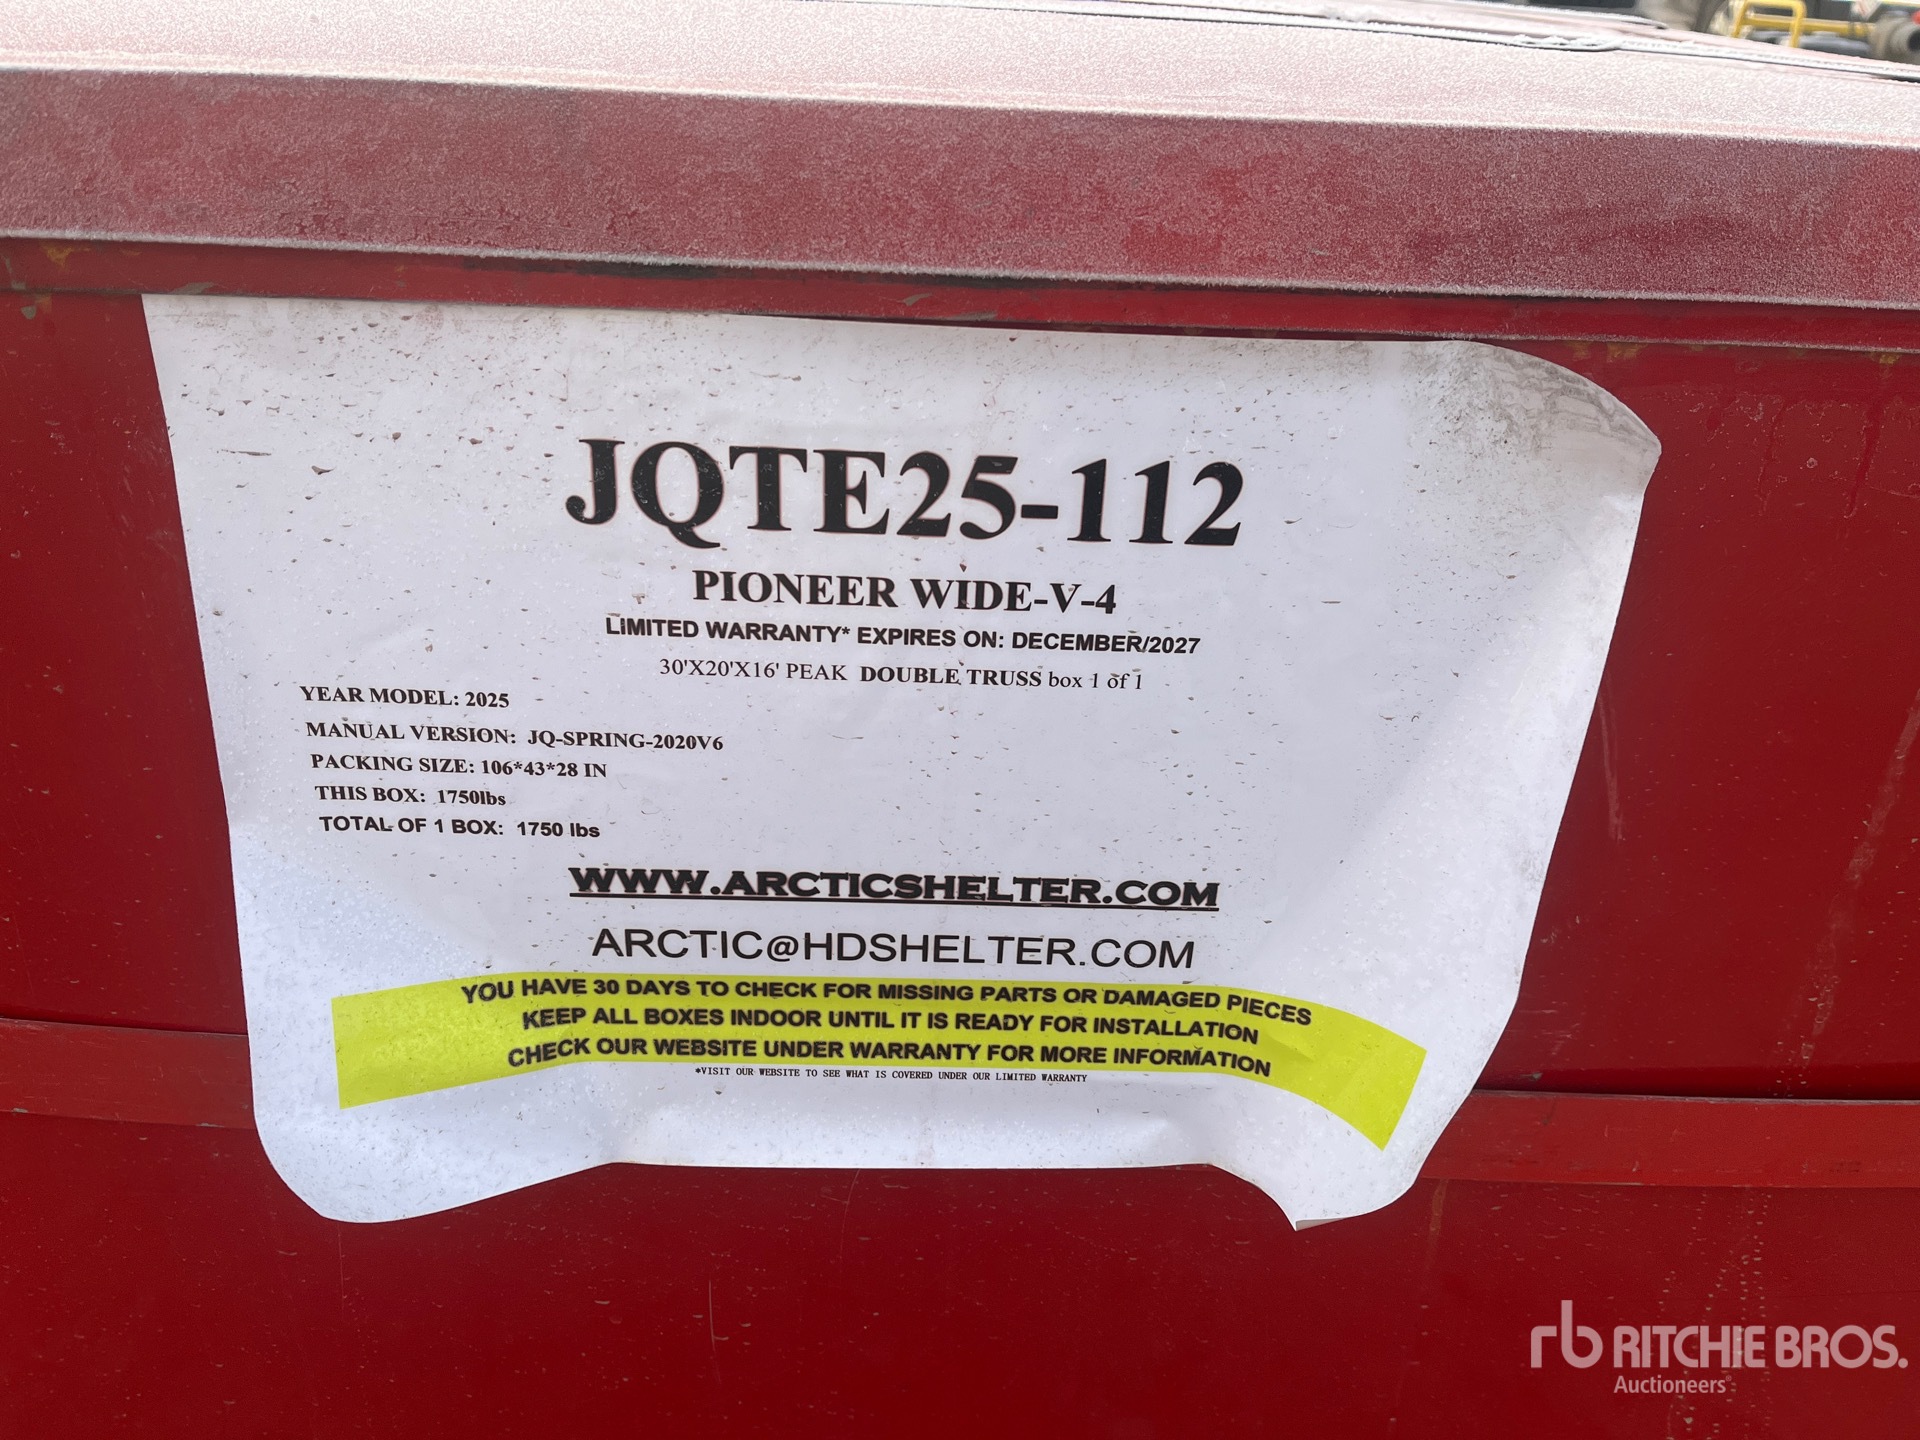 JQTE25-112
PIONEER WIDE-V-4
LIMITED WARRANTY* EXPIRES ON: DECEMBER/2027
30'X20'X16' PEAK DOUBLE TRUSS box 1 of 1
YEAR MODEL: 2025
MANUAL VERSION: JQ-SPRING-2020V6
PACKING SIZE: 106*43*28 IN
THIS BOX: 1750lbs
TOTAL OF 1 BOX: 1750 lbs
WWW.ARCTICSHELTER.COM
ARCTIC@HDSHELTER.COM
YOU HAVE 30 DAYS TO CHECK FOR MISSING PARTS OR DAMAGED PIECES
KEEP ALL BOXES INDOOR UNTIL IT IS READY FOR INSTALLATION
CHECK OUR WEBSITE UNDER WARRANTY FOR MORE INFORMATION
*VISIT OUR WEBSITE TO SEE WHAT IS COVERED UNDER OUR LIMITED WARRANTY
rb RITCHIE BROS.
Auctioneers